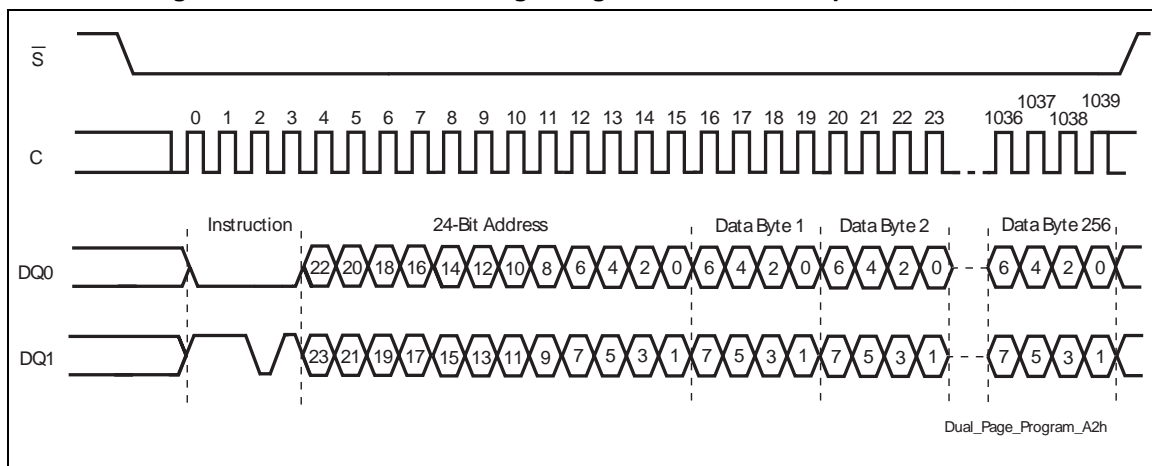 S
1037 1039
0 1 2 3 4 5 6 7 8 9 10 11 12 13 14 15 16 17 18 19 20 21 22 23 1036 1038
C
Instruction 24-Bit Address Data Byte 1 Data Byte 2 Data Byte 256
DQ0 22 20 18 16 14 12 10 8 6 4 2 0 6 4 2 0 6 4 2 0 6 4 2 0
DQ1 23 21 19 17 15 13 11 9 7 5 3 1 7 5 3 1 7 5 3 1 7 5 3 1
Dual_Page_Program_A2h